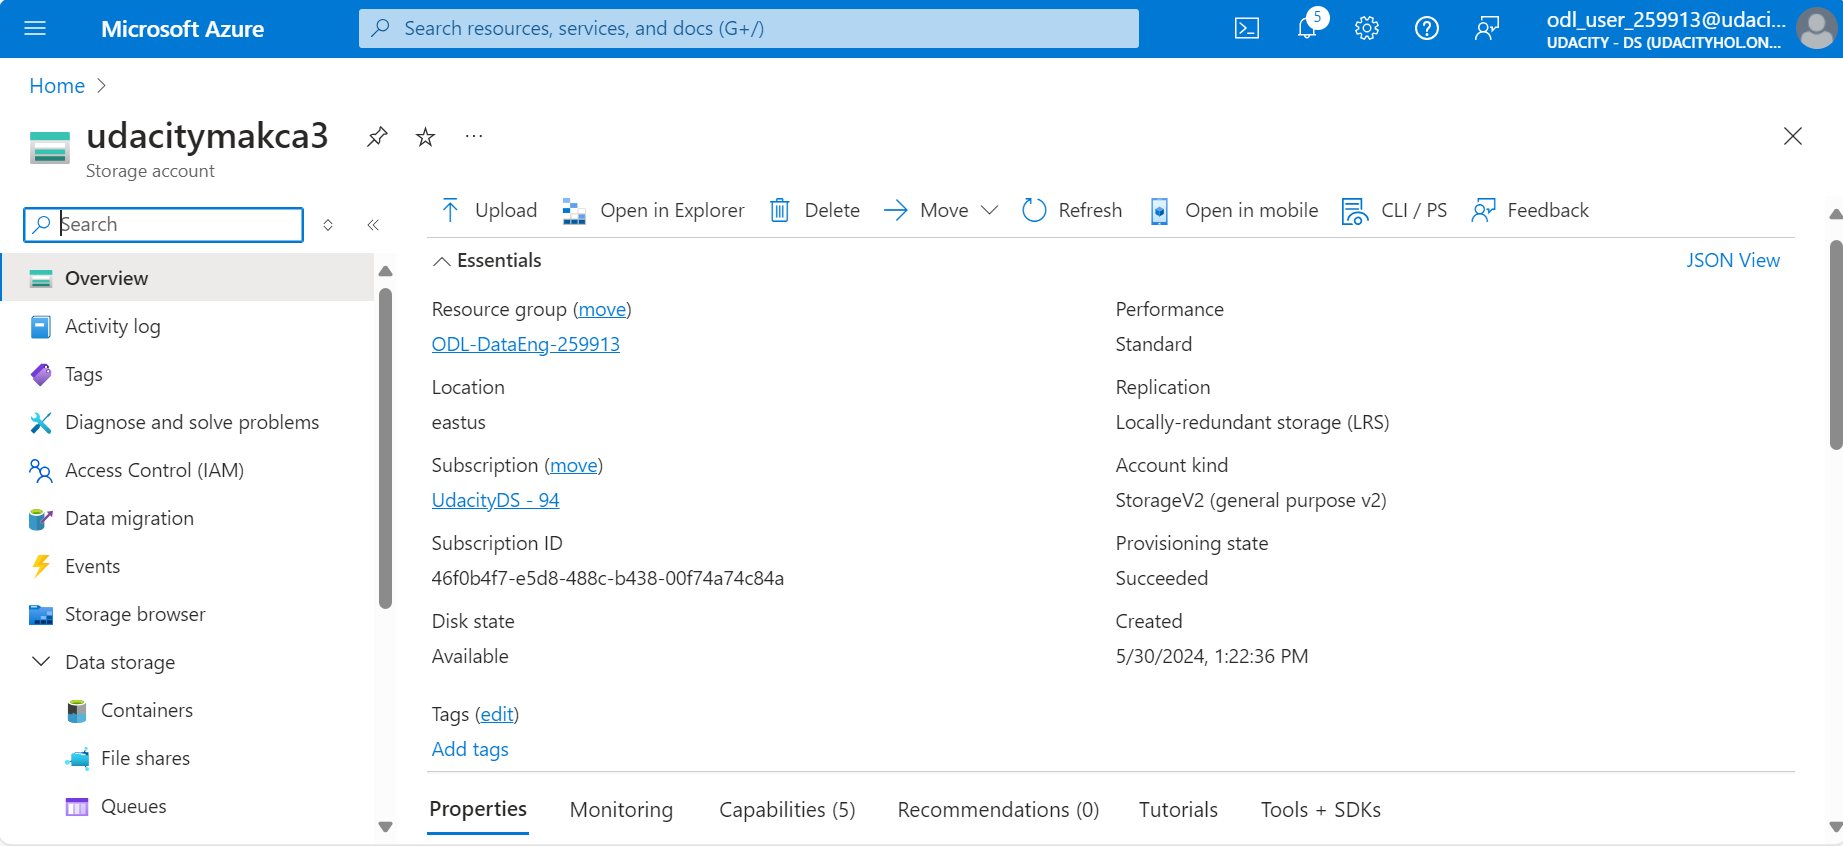 Microsoft Azure
Search resources, services, and docs (G+/)
5
odl_user_259913@udaci...
UDACITY - DS (UDACITYHOL.ON...
Home
udacitymakca3
Storage account
Search
Upload
Open in Explorer
Delete
Move
Refresh
Open in mobile
CLI / PS
Feedback
Overview
Activity log
Tags
Diagnose and solve problems
Access Control (IAM)
Data migration
Events
Storage browser
Data storage
Containers
File shares
Queues
Essentials
JSON View
Resource group (move)
ODL-DataEng-259913
Location
eastus
Subscription (move)
UdacityDS - 94
Subscription ID
46f0b4f7-e5d8-488c-b438-00f74a74c84a
Disk state
Available
Performance
Standard
Replication
Locally-redundant storage (LRS)
Account kind
StorageV2 (general purpose v2)
Provisioning state
Succeeded
Created
5/30/2024, 1:22:36 PM
Tags (edit)
Add tags
Properties
Monitoring
Capabilities (5)
Recommendations (0)
Tutorials
Tools + SDKs